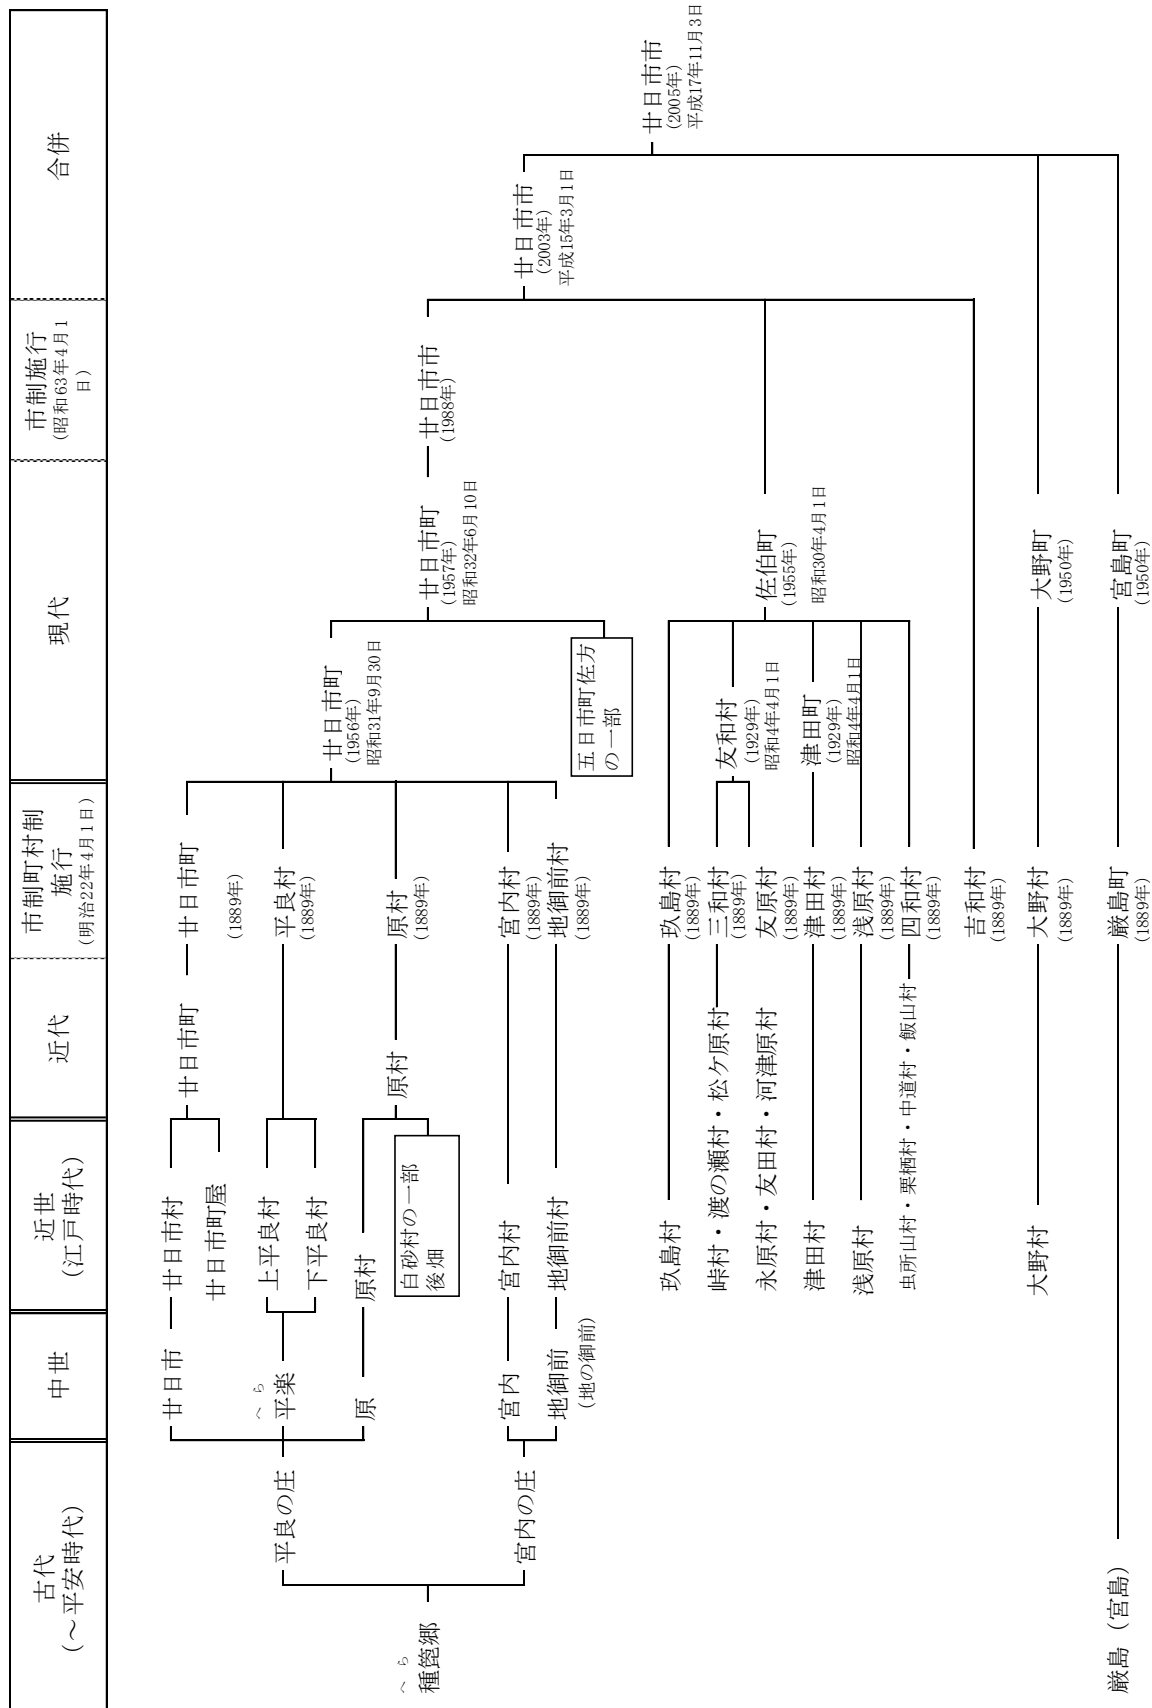 古代
(～平安時代)
中世
近世
(江戸時代)
近代
市制町村制
施行
(明治22年4月1日)
現代
市制施行
(昭和63年4月1
日)
合併
へら
種箆郷
平良の庄
宮内の庄
厳島 (宮島)
廿日市
へら
平楽
原
宮内
地御前
(地の御前)
廿日市村
廿日市町屋
上平良村
下平良村
原村
白砂村の一部
後畑
宮内村
地御前村
玖島村
峠村・渡の瀬村・松ケ原村
永原村・友田村・河津原村
津田村
浅原村
虫所山村・栗栖村・中道村・飯山村
大野村
廿日市町
原村
廿日市町
(1889年)
平良村
(1889年)
原村
(1889年)
宮内村
(1889年)
地御前村
(1889年)
玖島村
(1889年)
三和村
(1889年)
友原村
(1889年)
津田村
(1889年)
浅原村
(1889年)
四和村
(1889年)
吉和村
(1889年)
大野村
(1889年)
厳島町
(1889年)
廿日市町
(1956年)
昭和31年9月30日
五日市町佐方
の一部
友和村
(1929年)
昭和4年4月1日
津田町
(1929年)
昭和4年4月1日
廿日市町
(1957年)
昭和32年6月10日
佐伯町
(1955年)
昭和30年4月1日
大野町
(1950年)
宮島町
(1950年)
廿日市市
(1988年)
廿日市市
(2003年)
平成15年3月1日
廿日市市
(2005年)
平成17年11月3日